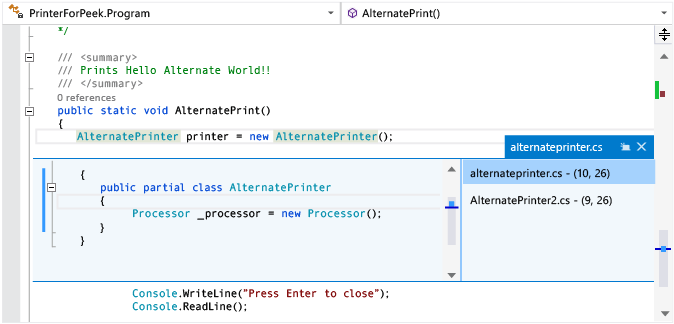 PrinterForPeek.Program
AlternatePrint()
*/
/// <summary>
/// Prints Hello Alternate World!!
/// </summary>
0 references
public static void AlternatePrint()
{
AlternatePrinter printer = new AlternatePrinter();
alternateprinter.cs
{
public partial class AlternatePrinter
{
Processor _processor = new Processor();
}
}
alternateprinter.cs - (10, 26)
AlternatePrinter2.cs - (9, 26)
Console.WriteLine("Press Enter to close");
Console.ReadLine();